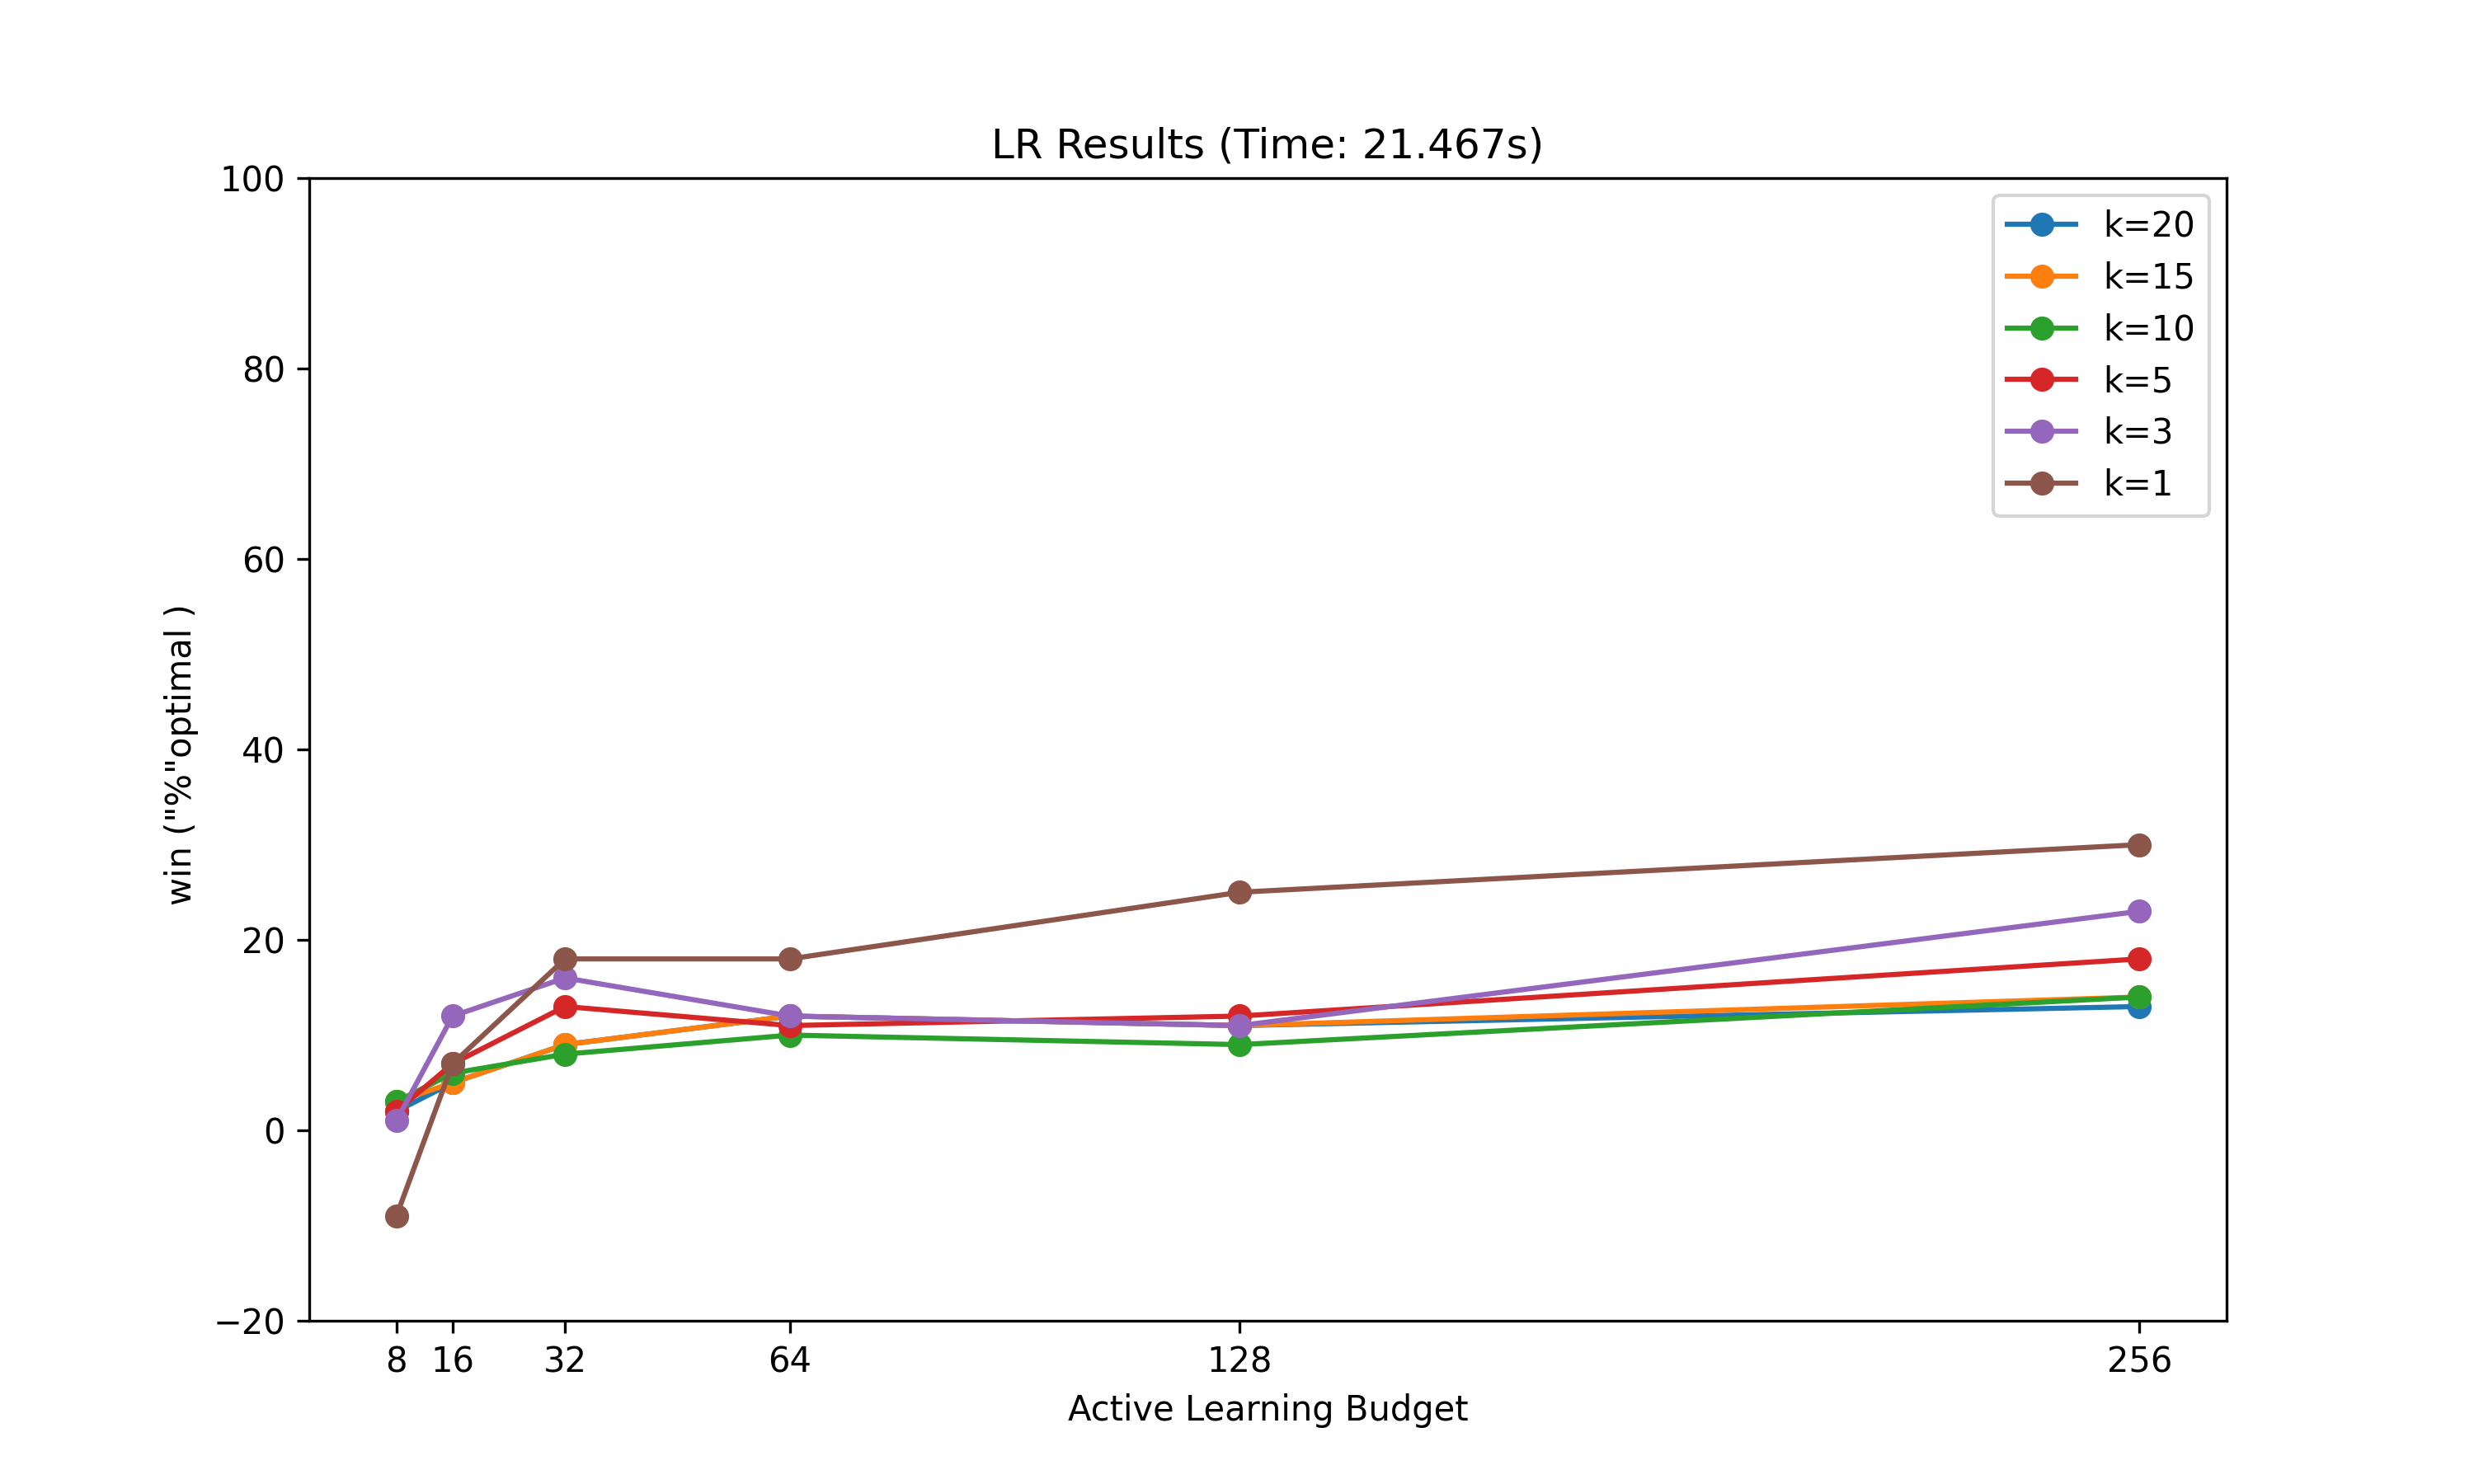 LR Results (Time: 21.467s)
100
80
60
40
20
0
−20
win ("%"optimal )
k=20
k=15
k=10
k=5
k=3
k=1
8 16 32 64 128 256
Active Learning Budget